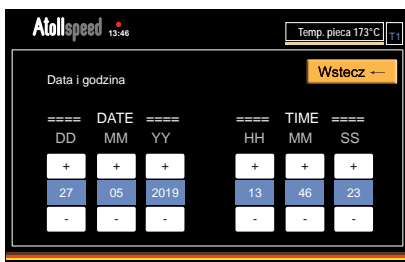 Atollspeed 13:46
Temp. pieca 173°C T1
Wstecz ←
Data i godzina
==== DATE ==== ==== TIME ====
DD MM YY HH MM SS
+ + + + + +
27 05 2019 13 46 23
- - - - - -